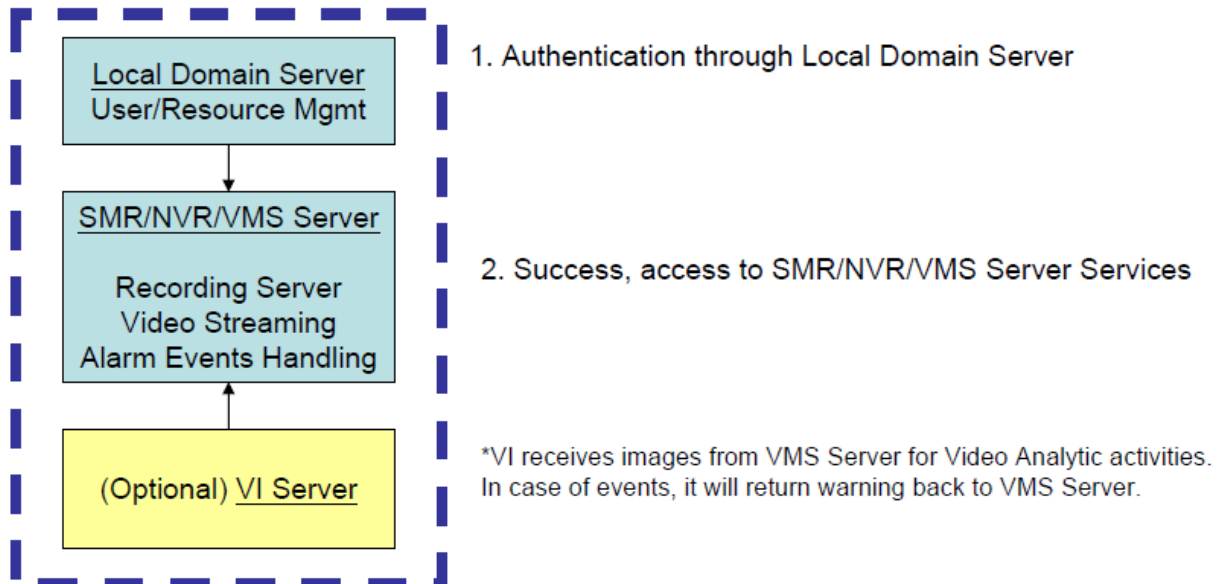 Local Domain Server
User/Resource Mgmt
1. Authentication through Local Domain Server
SMR/NVR/VMS Server
Recording Server
Video Streaming
Alarm Events Handling
2. Success, access to SMR/NVR/VMS Server Services
(Optional) VI Server
*VI receives images from VMS Server for Video Analytic activities.
In case of events, it will return warning back to VMS Server.